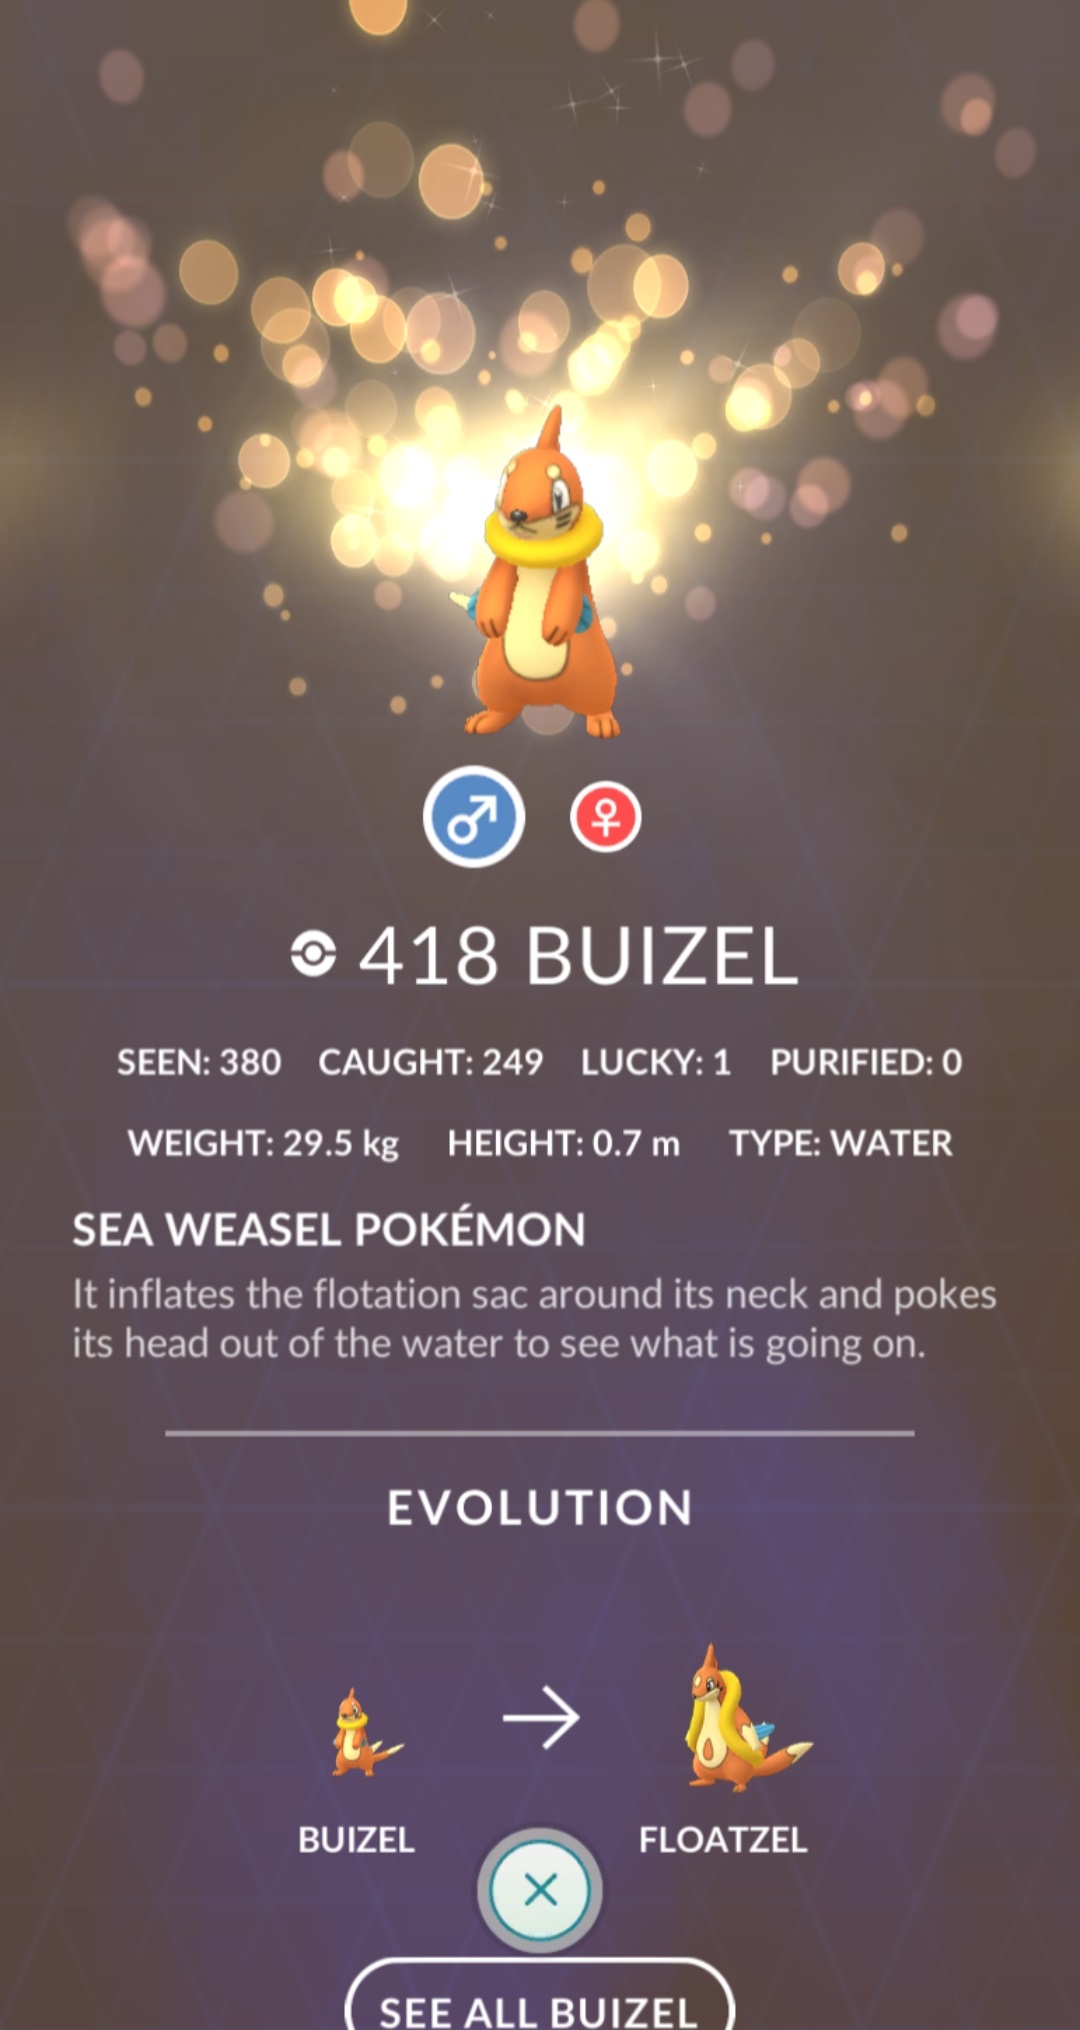 418 BUIZEL
SEEN: 380 CAUGHT: 249 LUCKY: 1 PURIFIED: 0
WEIGHT: 29.5 kg HEIGHT: 0.7 m TYPE: WATER
SEA WEASEL POKÉMON
It inflates the flotation sac around its neck and pokes
its head out of the water to see what is going on.
EVOLUTION
BUIZEL FLOATZEL
SEE ALL BUIZEL